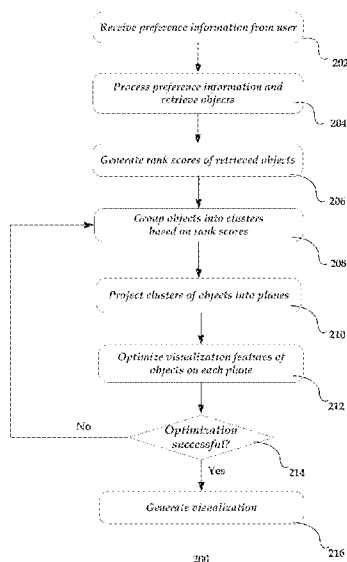 Receive preference information from user
202
Process preference information and
retrieve objects
204
Generate rank scores of retrieved objects
206
Group objects into clusters
based on rank scores
208
Project clusters of objects into planes
210
Optimize visualization features of
objects on each plane
212
No
Optimization
successful?
214
Yes
Generate visualization
216
200